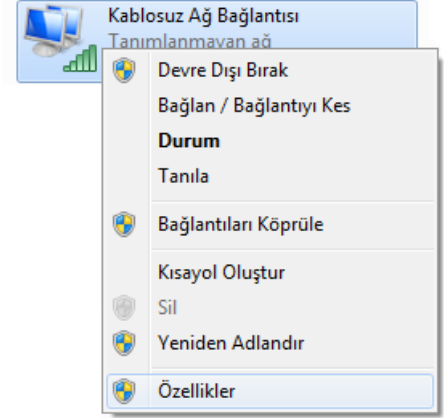 Kablosuz Ağ Bağlantısı
Tanımlanmayan ağ
Devre Dışı Bırak
Bağlan / Bağlantıyı Kes
Durum
Tanıla
Bağlantıları Köprüle
Kısayol Oluştur
Sil
Yeniden Adlandır
Özellikler